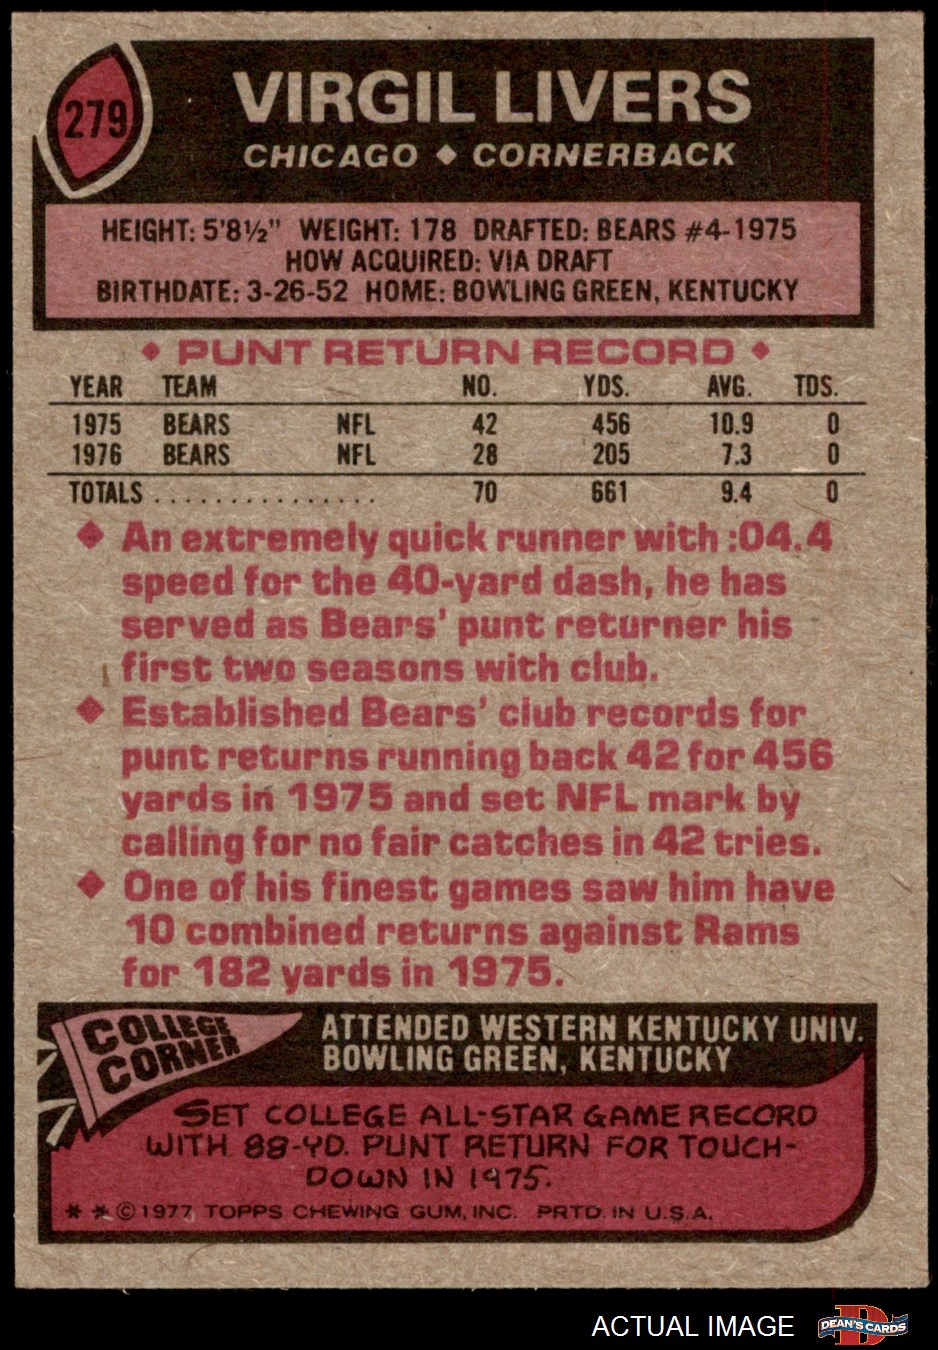 279
VIRGIL LIVERS
CHICAGO ◆ CORNERBACK
HEIGHT: 5'8½" WEIGHT: 178 DRAFTED: BEARS #4-1975
HOW ACQUIRED: VIA DRAFT
BIRTHDATE: 3-26-52 HOME: BOWLING GREEN, KENTUCKY
◆ PUNT RETURN RECORD ◆
YEAR TEAM NO. YDS. AVG. TDS.
1975 BEARS NFL 42 456 10.9 0
1976 BEARS NFL 28 205 7.3 0
TOTALS ............... 70 661 9.4 0
◆ An extremely quick runner with :04.4
speed for the 40-yard dash, he has
served as Bears' punt returner his
first two seasons with club.
◆ Established Bears' club records for
punt returns running back 42 for 456
yards in 1975 and set NFL mark by
calling for no fair catches in 42 tries.
◆ One of his finest games saw him have
10 combined returns against Rams
for 182 yards in 1975.
COLLEGE
CORNER
ATTENDED WESTERN KENTUCKY UNIV.
BOWLING GREEN, KENTUCKY
SET COLLEGE ALL-STAR GAME RECORD
WITH 88-YD. PUNT RETURN FOR TOUCH-
DOWN IN 1975.
* * © 1977 TOPPS CHEWING GUM, INC. PRTD. IN U.S.A.
ACTUAL IMAGE
D
DEAN'S CARDS